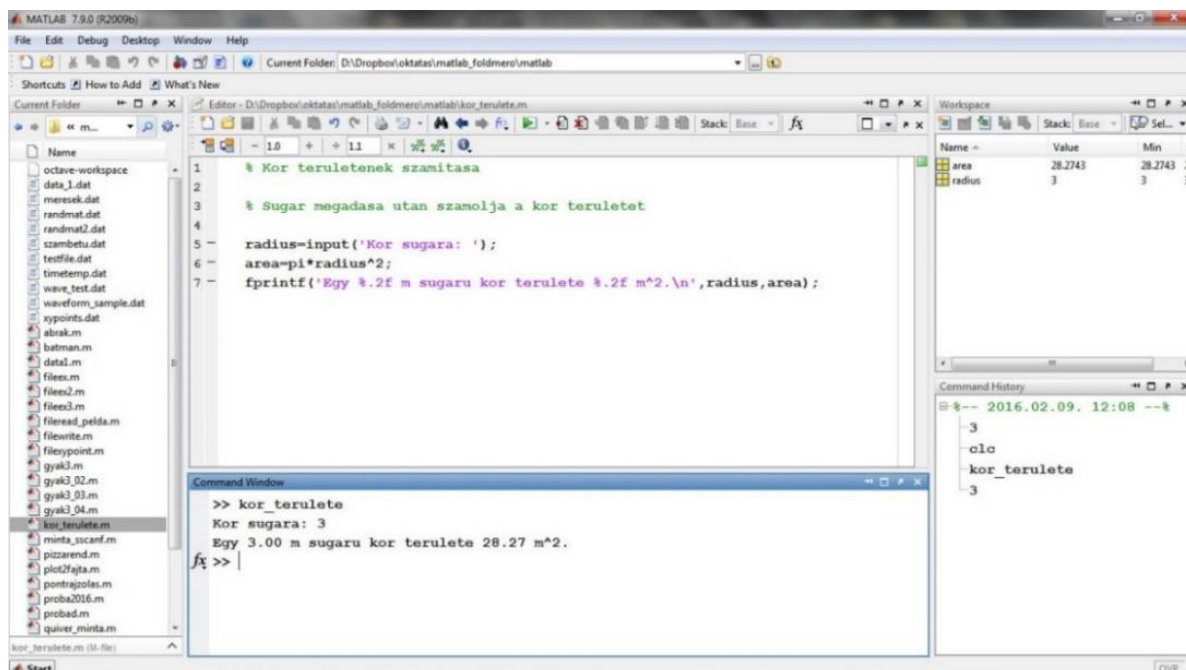 MATLAB 7.9.0 (R2009b)
File Edit Debug Desktop Window Help
Current Folder: D:\Dropbox\oktatas\matlab_foldmero\matlab
Shortcuts How to Add What's New
Current Folder
« m...
Name
octave-workspace
data_1.dat
meresek.dat
randmat.dat
randmat2.dat
szambetu.dat
testfile.dat
timetemp.dat
wave_test.dat
waveform_sample.dat
xypoints.dat
abrak.m
batman.m
data1.m
fileex.m
fileex2.m
fileex3.m
fileread_pelda.m
filewrite.m
filexypoint.m
gyak3.m
gyak3_02.m
gyak3_03.m
gyak3_04.m
kor_terulete.m
minta_sscanf.m
pizzarend.m
plot2fajta.m
pontrajzolas.m
proba2016.m
probad.m
quiver_minta.m
kor_terulete.m (M-file)
Start
Editor - D:\Dropbox\oktatas\matlab_foldmero\matlab\kor_terulete.m
Stack: Base fx
- 1.0 + ÷ 1.1 ×
1 % Kor teruletenek szamitasa
2
3 % Sugar megadasa utan szamolja a kor teruletet
4
5 - radius=input('Kor sugara: ');
6 - area=pi*radius^2;
7 - fprintf('Egy %.2f m sugaru kor terulete %.2f m^2.\n',radius,area);
Command Window
>> kor_terulete
Kor sugara: 3
Egy 3.00 m sugaru kor terulete 28.27 m^2.
fx >>
Workspace
Stack: Base Sel...
Name Value Min
area 28.2743 28.2743
radius 3 3
Command History
%-- 2016.02.09. 12:08 --%
3
clc
kor_terulete
3
OVR